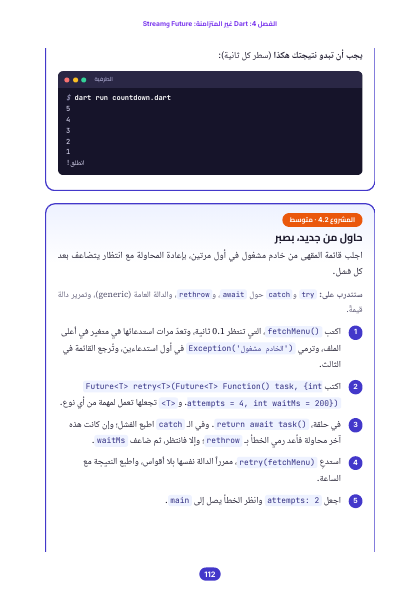 الفصل 4: Dart غير المتزامنة: Future وStream
يجب أن تبدو نتيجتك هكذا (سطر كل ثانية):
الطرفية
$ dart run countdown.dart
5
4
3
2
1
انطلق!
المشروع 4.2 · متوسط
حاول من جديد، بصبر
اجلب قائمة المقهى من خادم مشغول في أول مرتين، بإعادة المحاولة مع انتظار يتضاعف بعد
كل فشل.
ستتدرب على: try وcatch حول await، وrethrow، والدالة العامة (generic)، وتمرير دالة
قيمةً.
1 اكتب fetchMenu()، التي تنتظر 0.1 ثانية، وتعدّ مرات استدعائها في متغير في أعلى
الملف، وترمي Exception('الخادم مشغول') في أول استدعاءين، وتُرجع القائمة في
الثالث.
2 اكتب Future<T> retry<T>(Future<T> Function() task, {int
attempts = 4, int waitMs = 200})، و<T> تجعلها تعمل لمهمة من أي نوع.
3 في حلقة، return await task()‎. وفي الـ catch اطبع الفشل؛ وإن كانت هذه
آخر محاولة فأعد رمي الخطأ بـ rethrow؛ وإلا فانتظر، ثم ضاعف waitMs.
4 استدعِ retry(fetchMenu)، ممرراً الدالة نفسها بلا أقواس، واطبع النتيجة مع
الساعة.
5 اجعل attempts: 2 وانظر الخطأ يصل إلى main.
112